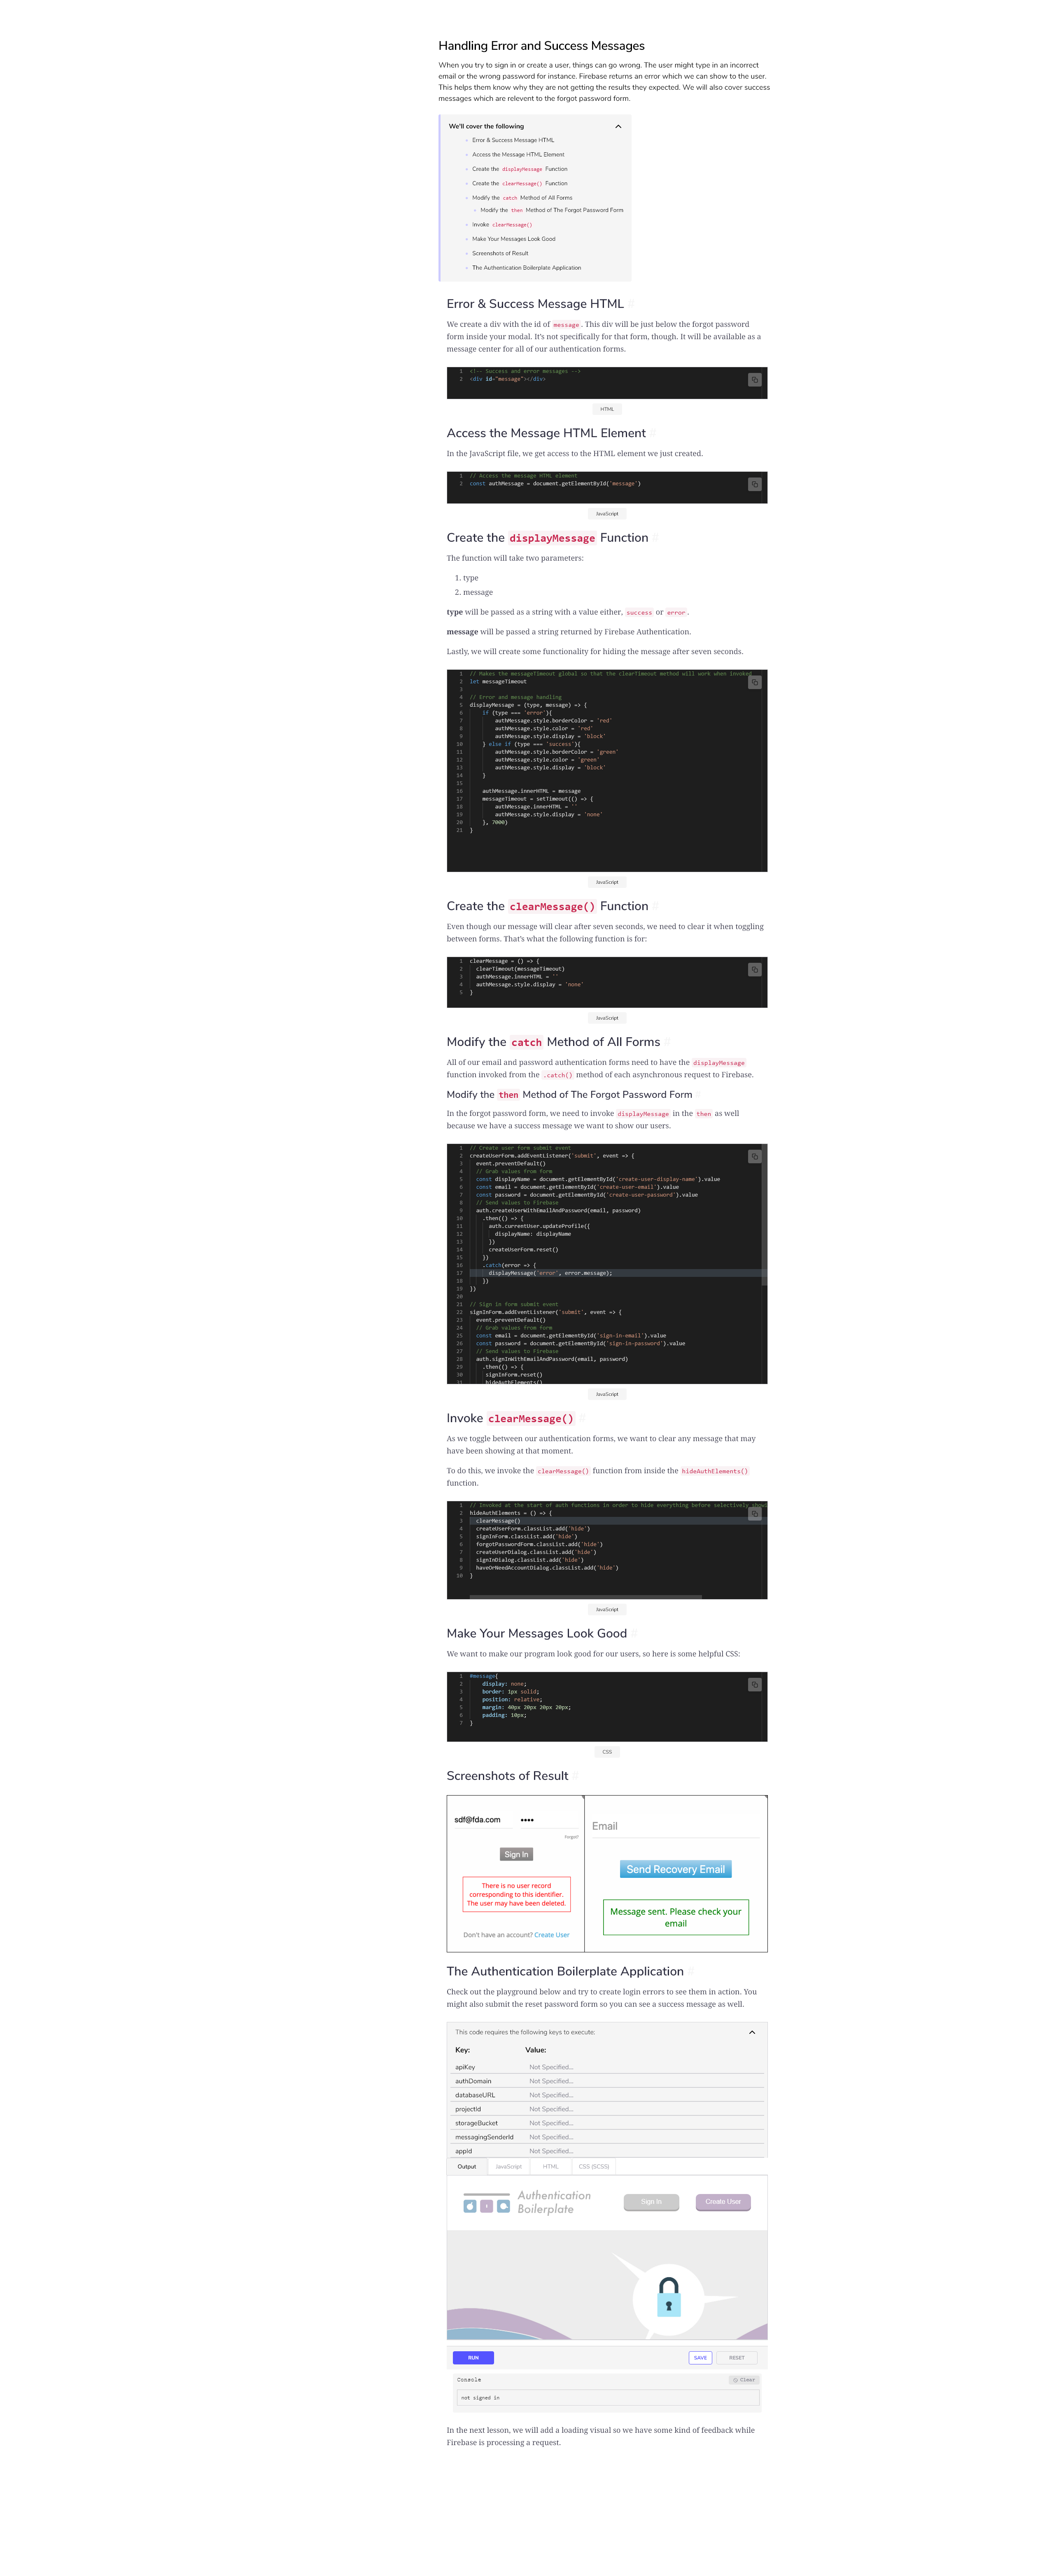 Handling Error and Success Messages
When you try to sign in or create a user, things can go wrong. The user might type in an incorrect
email or the wrong password for instance. Firebase returns an error which we can show to the user.
This helps them know why they are not getting the results they expected. We will also cover success
messages which are relevent to the forgot password form.
We'll cover the following
Error & Success Message HTML
Access the Message HTML Element
Create the displayMessage Function
Create the clearMessage() Function
Modify the catch Method of All Forms
Modify the then Method of The Forgot Password Form
Invoke clearMessage()
Make Your Messages Look Good
Screenshots of Result
The Authentication Boilerplate Application
Error & Success Message HTML
We create a div with the id of message. This div will be just below the forgot password
form inside your modal. It's not specifically for that form, though. It will be available as a
message center for all of our authentication forms.
1 <!-- Success and error messages -->
2 <div id="message"></div>
HTML
Access the Message HTML Element
In the JavaScript file, we get access to the HTML element we just created.
1 // Access the message HTML element
2 const authMessage = document.getElementById('message')
JavaScript
Create the displayMessage Function
The function will take two parameters:
1. type
2. message
type will be passed as a string with a value either, success or error.
message will be passed a string returned by Firebase Authentication.
Lastly, we will create some functionality for hiding the message after seven seconds.
1 // Makes the messageTimeout global so that the clearTimeout method will work when invoked
2 let messageTimeout
3
4 // Error and message handling
5 displayMessage = (type, message) => {
6 if (type === 'error'){
7 authMessage.style.borderColor = 'red'
8 authMessage.style.color = 'red'
9 authMessage.style.display = 'block'
10 } else if (type === 'success'){
11 authMessage.style.borderColor = 'green'
12 authMessage.style.color = 'green'
13 authMessage.style.display = 'block'
14 }
15
16 authMessage.innerHTML = message
17 messageTimeout = setTimeout(() => {
18 authMessage.innerHTML = ''
19 authMessage.style.display = 'none'
20 }, 7000)
21 }
JavaScript
Create the clearMessage() Function
Even though our message will clear after seven seconds, we need to clear it when toggling
between forms. That's what the following function is for:
1 clearMessage = () => {
2 clearTimeout(messageTimeout)
3 authMessage.innerHTML = ''
4 authMessage.style.display = 'none'
5 }
JavaScript
Modify the catch Method of All Forms
All of our email and password authentication forms need to have the displayMessage
function invoked from the .catch() method of each asynchronous request to Firebase.
Modify the then Method of The Forgot Password Form
In the forgot password form, we need to invoke displayMessage in the then as well
because we have a success message we want to show our users.
1 // Create user form submit event
2 createUserForm.addEventListener('submit', event => {
3 event.preventDefault()
4 // Grab values from form
5 const displayName = document.getElementById('create-user-display-name').value
6 const email = document.getElementById('create-user-email').value
7 const password = document.getElementById('create-user-password').value
8 // Send values to Firebase
9 auth.createUserWithEmailAndPassword(email, password)
10 .then(() => {
11 auth.currentUser.updateProfile({
12 displayName: displayName
13 })
14 createUserForm.reset()
15 })
16 .catch(error => {
17 displayMessage('error', error.message);
18 })
19 })
20
21 // Sign in form submit event
22 signInForm.addEventListener('submit', event => {
23 event.preventDefault()
24 // Grab values from form
25 const email = document.getElementById('sign-in-email').value
26 const password = document.getElementById('sign-in-password').value
27 // Send values to Firebase
28 auth.signInWithEmailAndPassword(email, password)
29 .then(() => {
30 signInForm.reset()
31 hideAuthElements()
JavaScript
Invoke clearMessage()
As we toggle between our authentication forms, we want to clear any message that may
have been showing at that moment.
To do this, we invoke the clearMessage() function from inside the hideAuthElements()
function.
1 // Invoked at the start of auth functions in order to hide everything before selectively
2 hideAuthElements = () => {
3 clearMessage()
4 createUserForm.classList.add('hide')
5 signInForm.classList.add('hide')
6 forgotPasswordForm.classList.add('hide')
7 createUserDialog.classList.add('hide')
8 signInDialog.classList.add('hide')
9 haveOrNeedAccountDialog.classList.add('hide')
10 }
JavaScript
Make Your Messages Look Good
We want to make our program look good for our users, so here is some helpful CSS:
1 #message{
2 display: none;
3 border: 1px solid;
4 position: relative;
5 margin: 40px 20px 20px 20px;
6 padding: 10px;
7 }
CSS
Screenshots of Result
sdf@fda.com ••••
forgot?
Sign In
There is no user record
corresponding to this identifier.
The user may have been deleted.
Don't have an account? Create User
Email
Send Recovery Email
Message sent. Please check your
email
The Authentication Boilerplate Application
Check out the playground below and try to create login errors to see them in action. You
might also submit the reset password form so you can see a success message as well.
This code requires the following keys to execute:
Key: Value:
apiKey Not Specified...
authDomain Not Specified...
databaseURL Not Specified...
projectId Not Specified...
storageBucket Not Specified...
messagingSenderId Not Specified...
appId Not Specified...
Output JavaScript HTML CSS (SCSS)
Authentication
Boilerplate
Sign In Create User
RUN SAVE RESET
Console Clear
not signed in
In the next lesson, we will add a loading visual so we have some kind of feedback while
Firebase is processing a request.